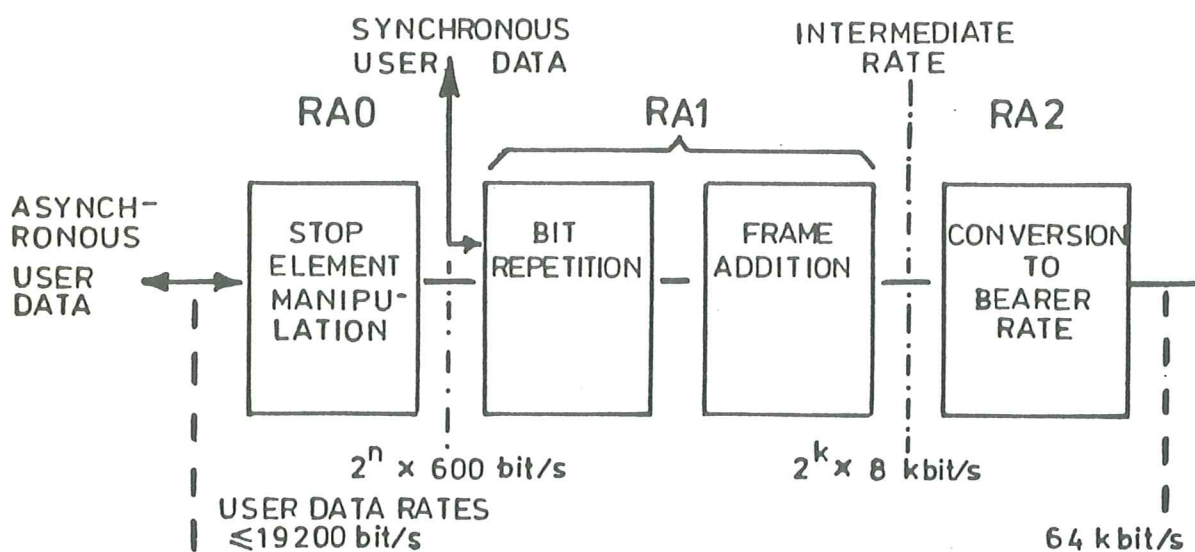 SYNCHRONOUS
USER DATA
INTERMEDIATE
RATE
RA0
RA1
RA2
ASYNCH-
RONOUS
USER
DATA
STOP
ELEMENT
MANIPU-
LATION
BIT
REPETITION
FRAME
ADDITION
CONVERSION
TO
BEARER
RATE
2ⁿ × 600 bit/s
2ᵏ × 8 kbit/s
USER DATA RATES
⩽19200 bit/s
64 kbit/s